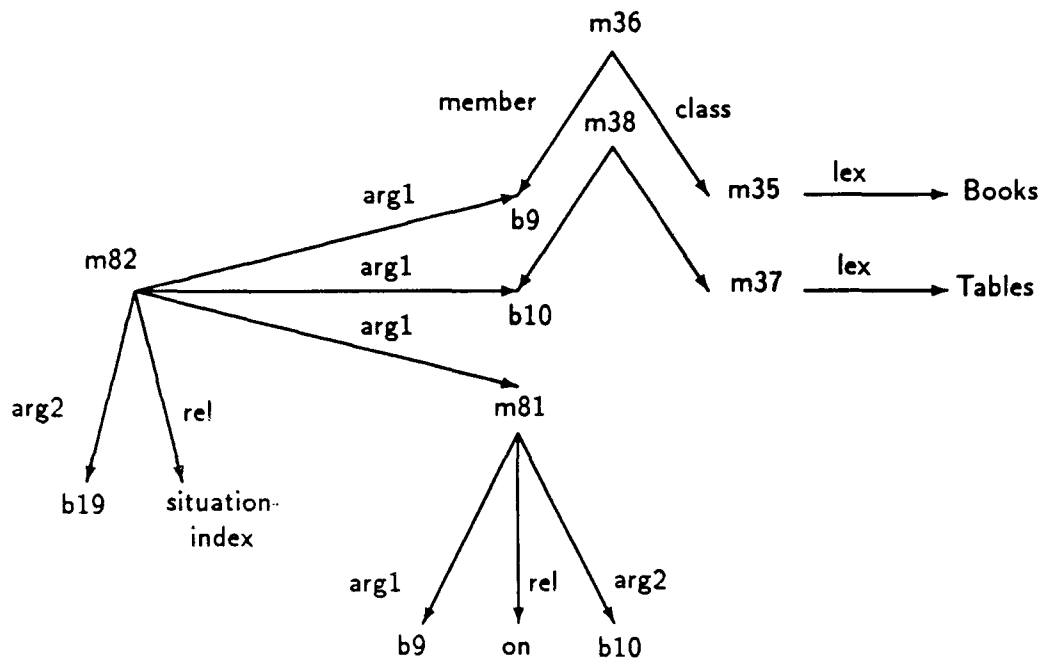 m36
member
class
m38
arg1
m35
lex
Books
b9
m82
arg1
m37
lex
Tables
b10
arg1
arg2
rel
m81
b19
situation-
index
arg1
rel
arg2
b9
on
b10